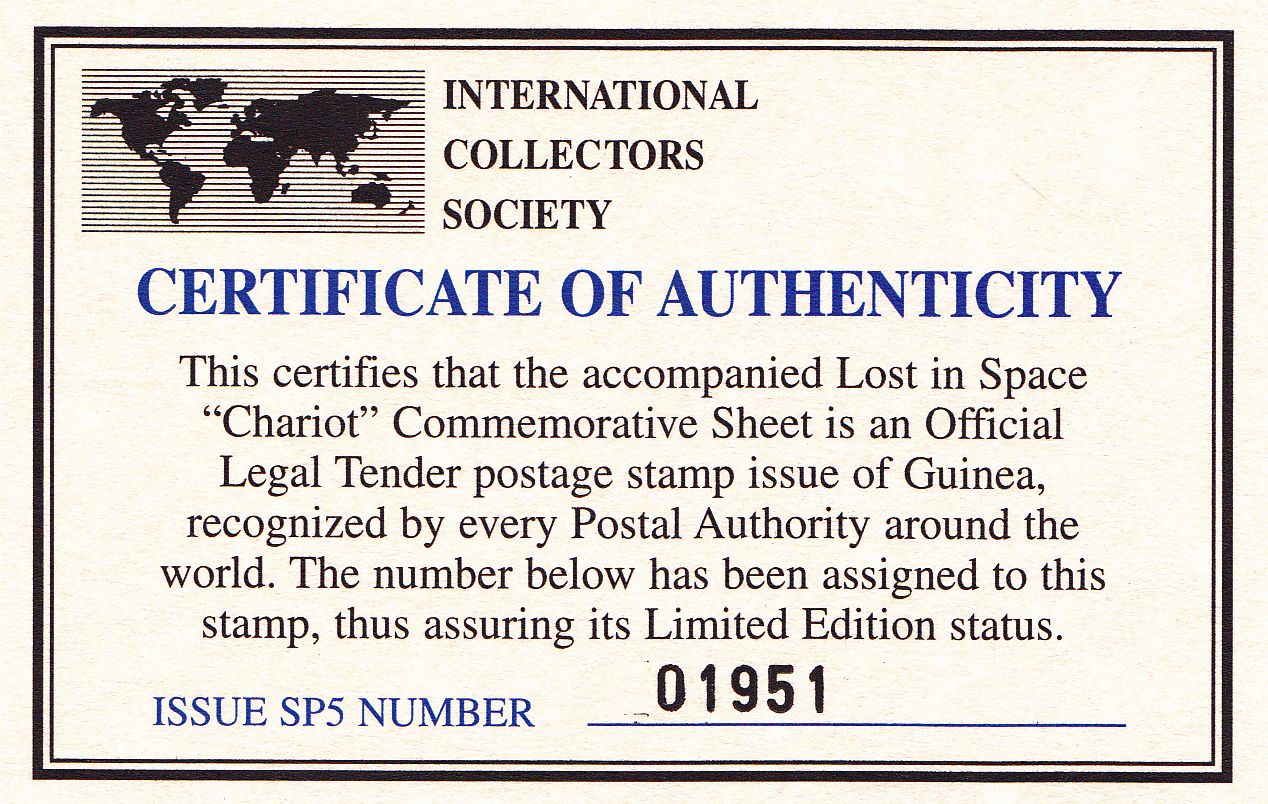 INTERNATIONAL
COLLECTORS
SOCIETY
CERTIFICATE OF AUTHENTICITY
This certifies that the accompanied Lost in Space
“Chariot” Commemorative Sheet is an Official
Legal Tender postage stamp issue of Guinea,
recognized by every Postal Authority around the
world. The number below has been assigned to this
stamp, thus assuring its Limited Edition status.
ISSUE SP5 NUMBER 01951